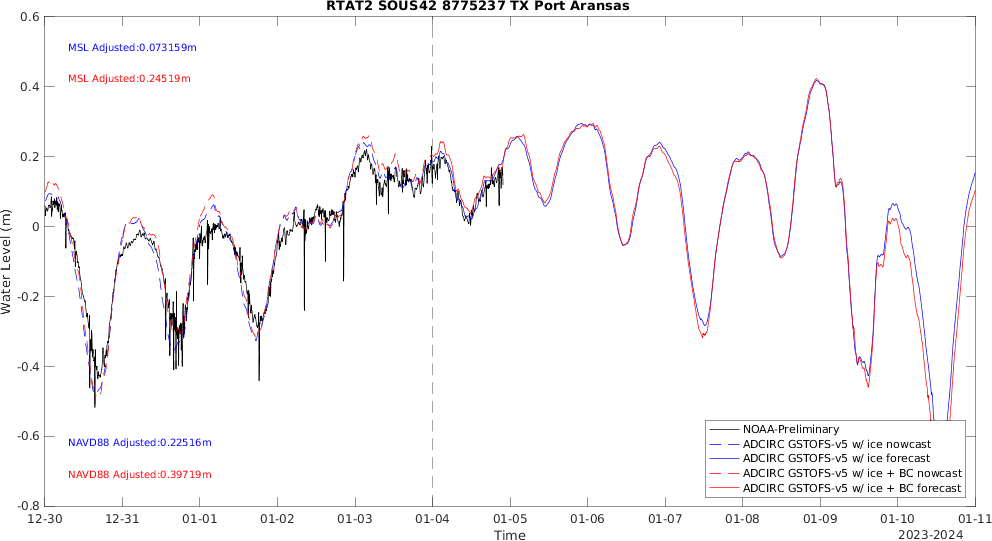 RTAT2 SOUS42 8775237 TX Port Aransas
0.6
MSL Adjusted:0.073159m
MSL Adjusted:0.24519m
0.4
0.2
0
-0.2
-0.4
-0.6
-0.8
Water Level (m)
NAVD88 Adjusted:0.22516m
NAVD88 Adjusted:0.39719m
NOAA-Preliminary
ADCIRC GSTOFS-v5 w/ ice nowcast
ADCIRC GSTOFS-v5 w/ ice forecast
ADCIRC GSTOFS-v5 w/ ice + BC nowcast
ADCIRC GSTOFS-v5 w/ ice + BC forecast
12-30 12-31 01-01 01-02 01-03 01-04 01-05 01-06 01-07 01-08 01-09 01-10 01-11
Time
2023-2024